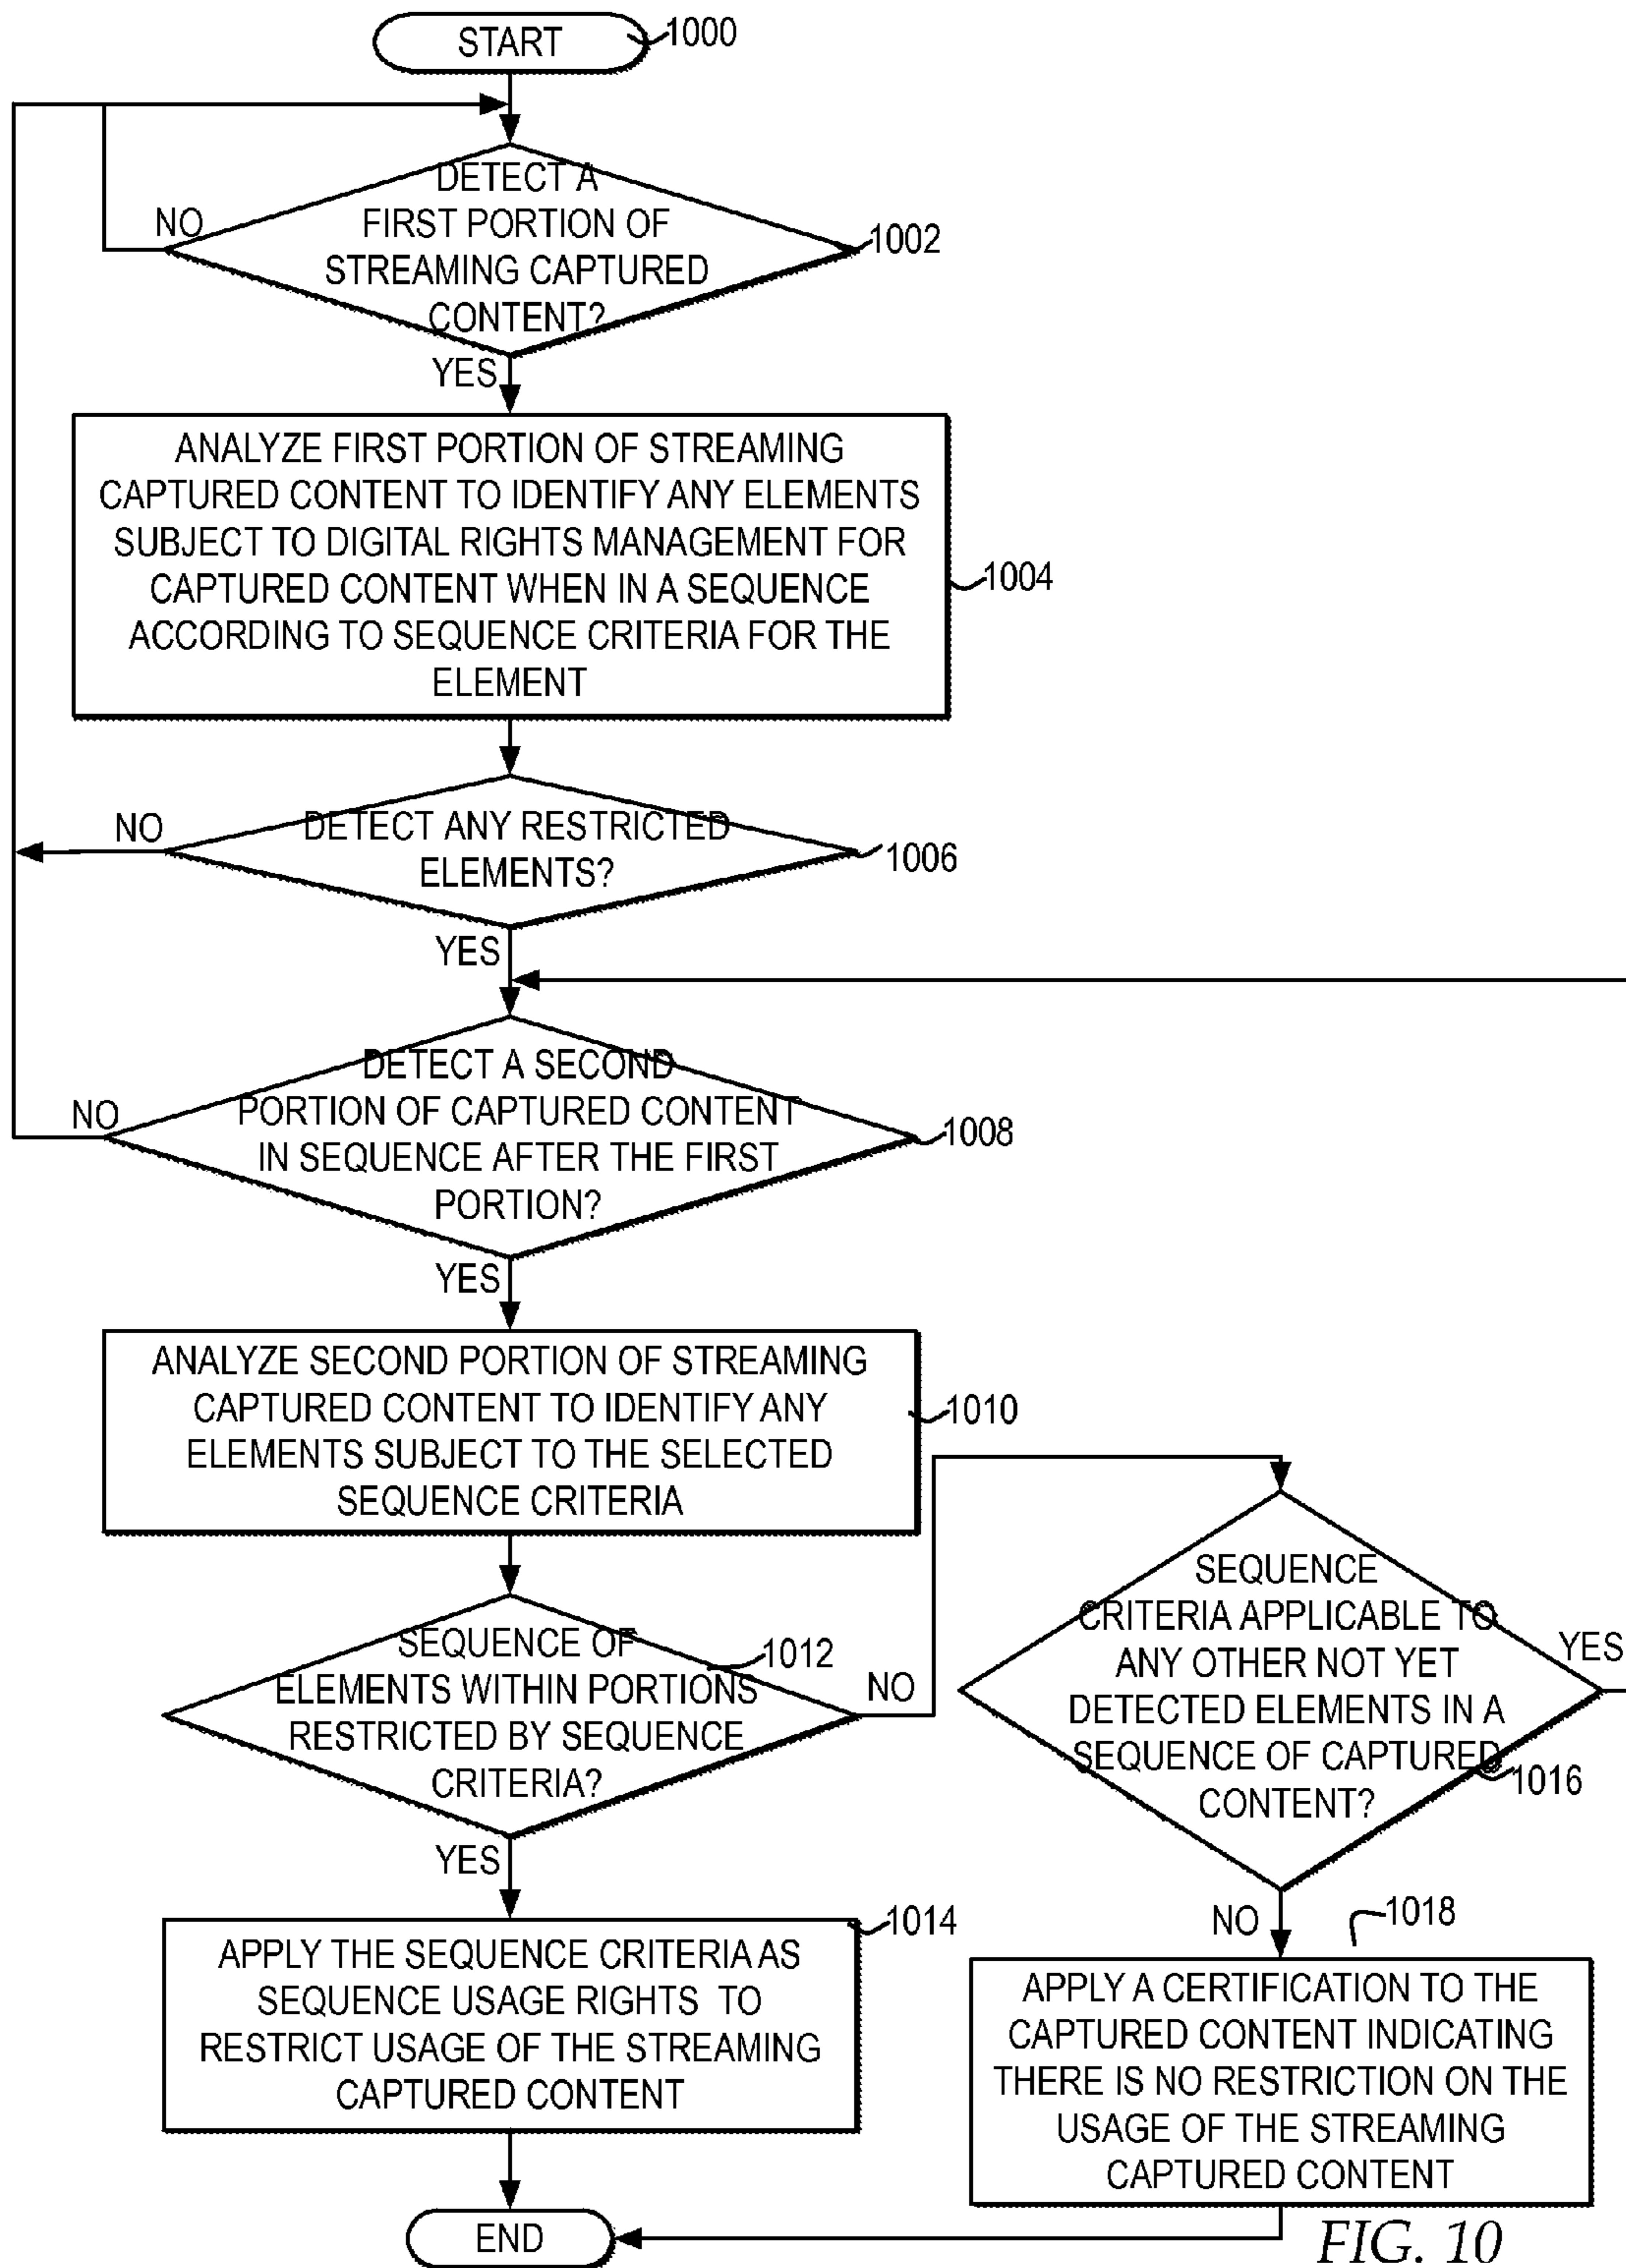 START
1000
DETECT A
FIRST PORTION OF
STREAMING CAPTURED
CONTENT?
NO
1002
YES
ANALYZE FIRST PORTION OF STREAMING
CAPTURED CONTENT TO IDENTIFY ANY ELEMENTS
SUBJECT TO DIGITAL RIGHTS MANAGEMENT FOR
CAPTURED CONTENT WHEN IN A SEQUENCE
ACCORDING TO SEQUENCE CRITERIA FOR THE
ELEMENT
1004
DETECT ANY RESTRICTED
ELEMENTS?
NO
1006
YES
DETECT A SECOND
PORTION OF CAPTURED CONTENT
IN SEQUENCE AFTER THE FIRST
PORTION?
NO
1008
YES
ANALYZE SECOND PORTION OF STREAMING
CAPTURED CONTENT TO IDENTIFY ANY
ELEMENTS SUBJECT TO THE SELECTED
SEQUENCE CRITERIA
1010
SEQUENCE OF
ELEMENTS WITHIN PORTIONS
RESTRICTED BY SEQUENCE
CRITERIA?
1012
NO
YES
SEQUENCE
CRITERIA APPLICABLE TO
ANY OTHER NOT YET
DETECTED ELEMENTS IN A
SEQUENCE OF CAPTURED
CONTENT?
YES
1016
NO
APPLY THE SEQUENCE CRITERIA AS
SEQUENCE USAGE RIGHTS TO
RESTRICT USAGE OF THE STREAMING
CAPTURED CONTENT
1014
APPLY A CERTIFICATION TO THE
CAPTURED CONTENT INDICATING
THERE IS NO RESTRICTION ON THE
USAGE OF THE STREAMING
CAPTURED CONTENT
1018
END
FIG. 10